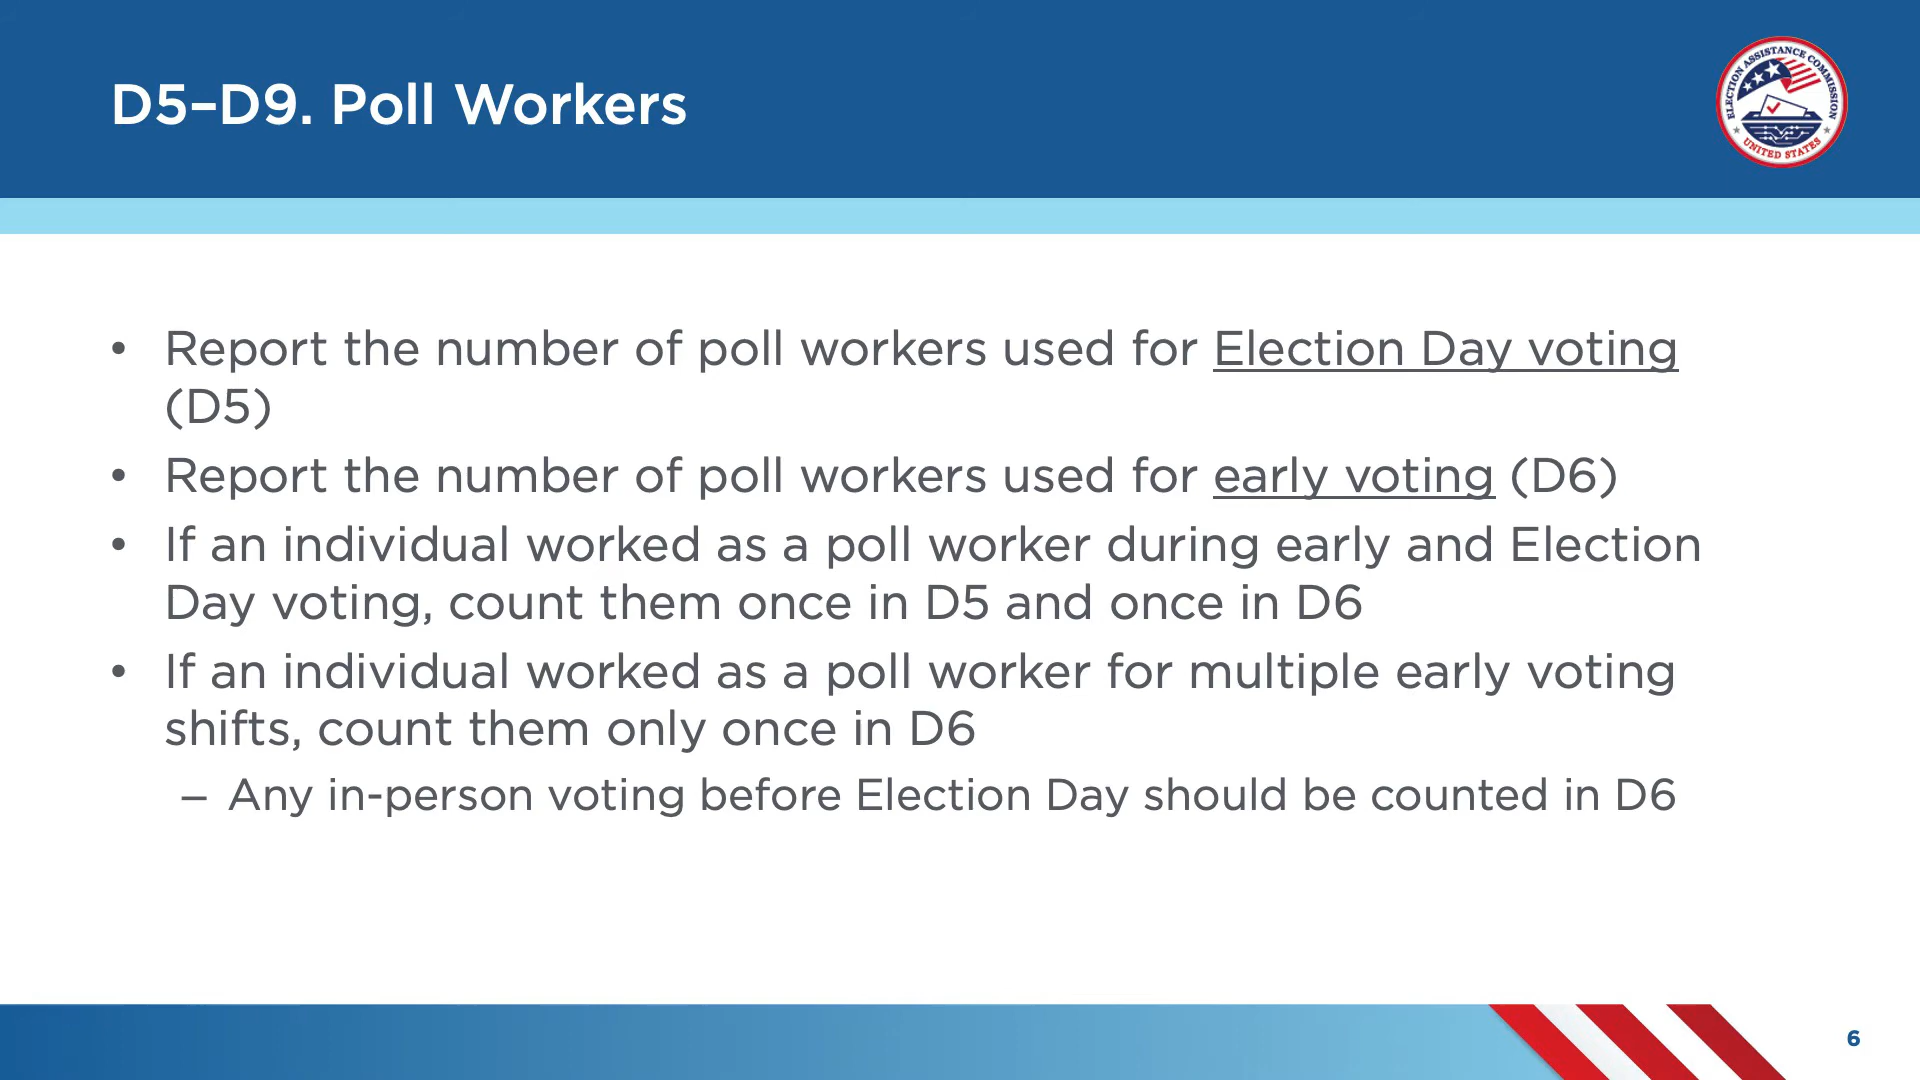 D5–D9. Poll Workers
ELECTION ASSISTANCE COMMISSION
UNITED STATES
• Report the number of poll workers used for Election Day voting
(D5)
• Report the number of poll workers used for early voting (D6)
• If an individual worked as a poll worker during early and Election
Day voting, count them once in D5 and once in D6
• If an individual worked as a poll worker for multiple early voting
shifts, count them only once in D6
– Any in-person voting before Election Day should be counted in D6
6